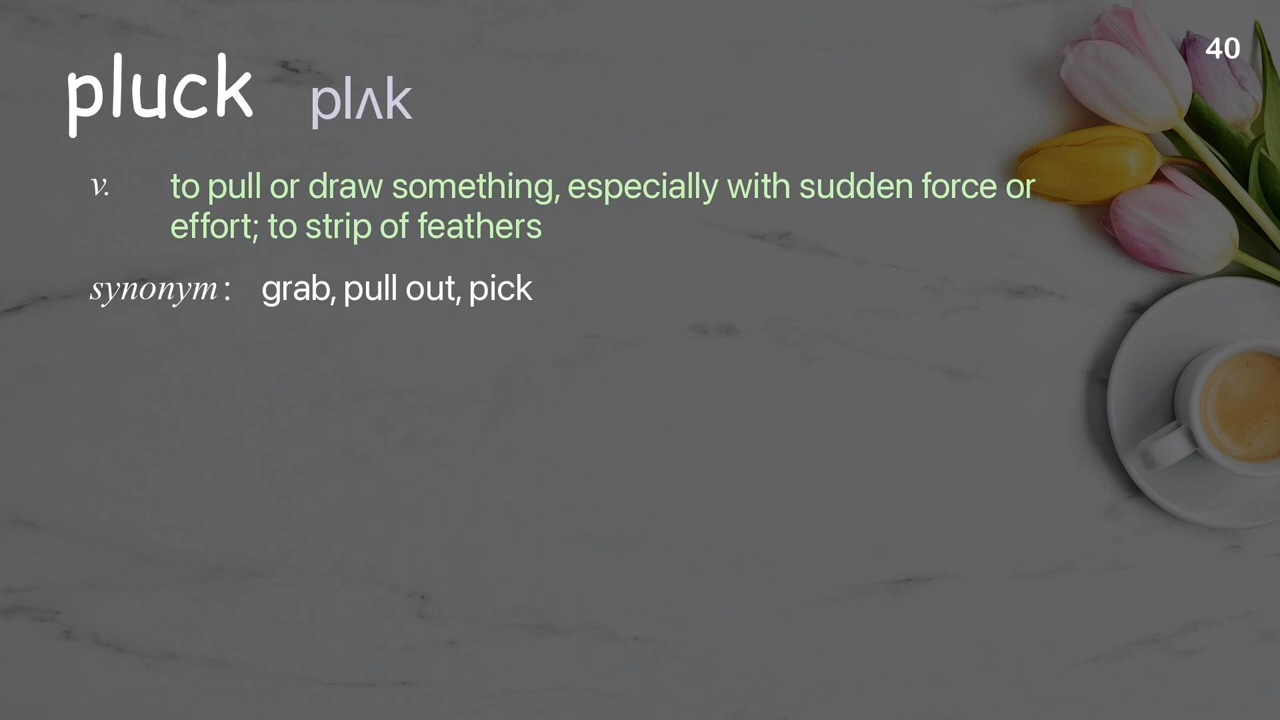 40
pluck plʌk
v. to pull or draw something, especially with sudden force or
effort; to strip of feathers
synonym : grab, pull out, pick